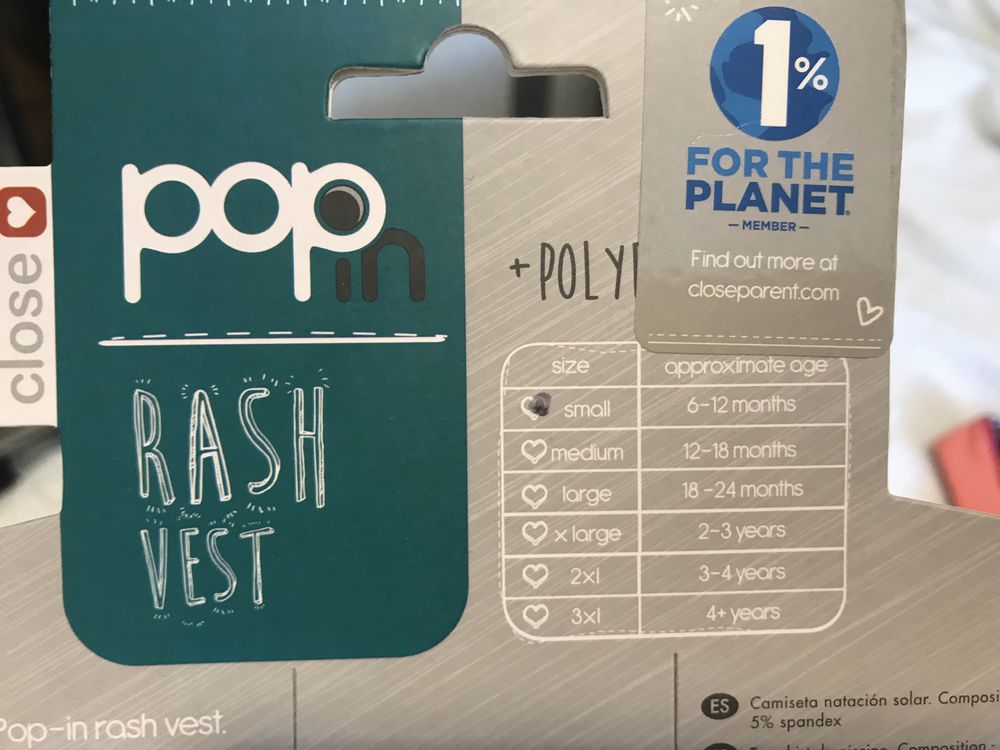 close
pop
in
RASH
VEST
Pop-in rash vest.
1%
FOR THE
PLANET
— MEMBER —
Find out more at
closeparent.com
size approximate age
small 6-12 months
medium 12-18 months
large 18-24 months
x large 2-3 years
2xl 3-4 years
3xl 4+ years
ES Camiseta natación solar. Composi
5% spandex
Composition